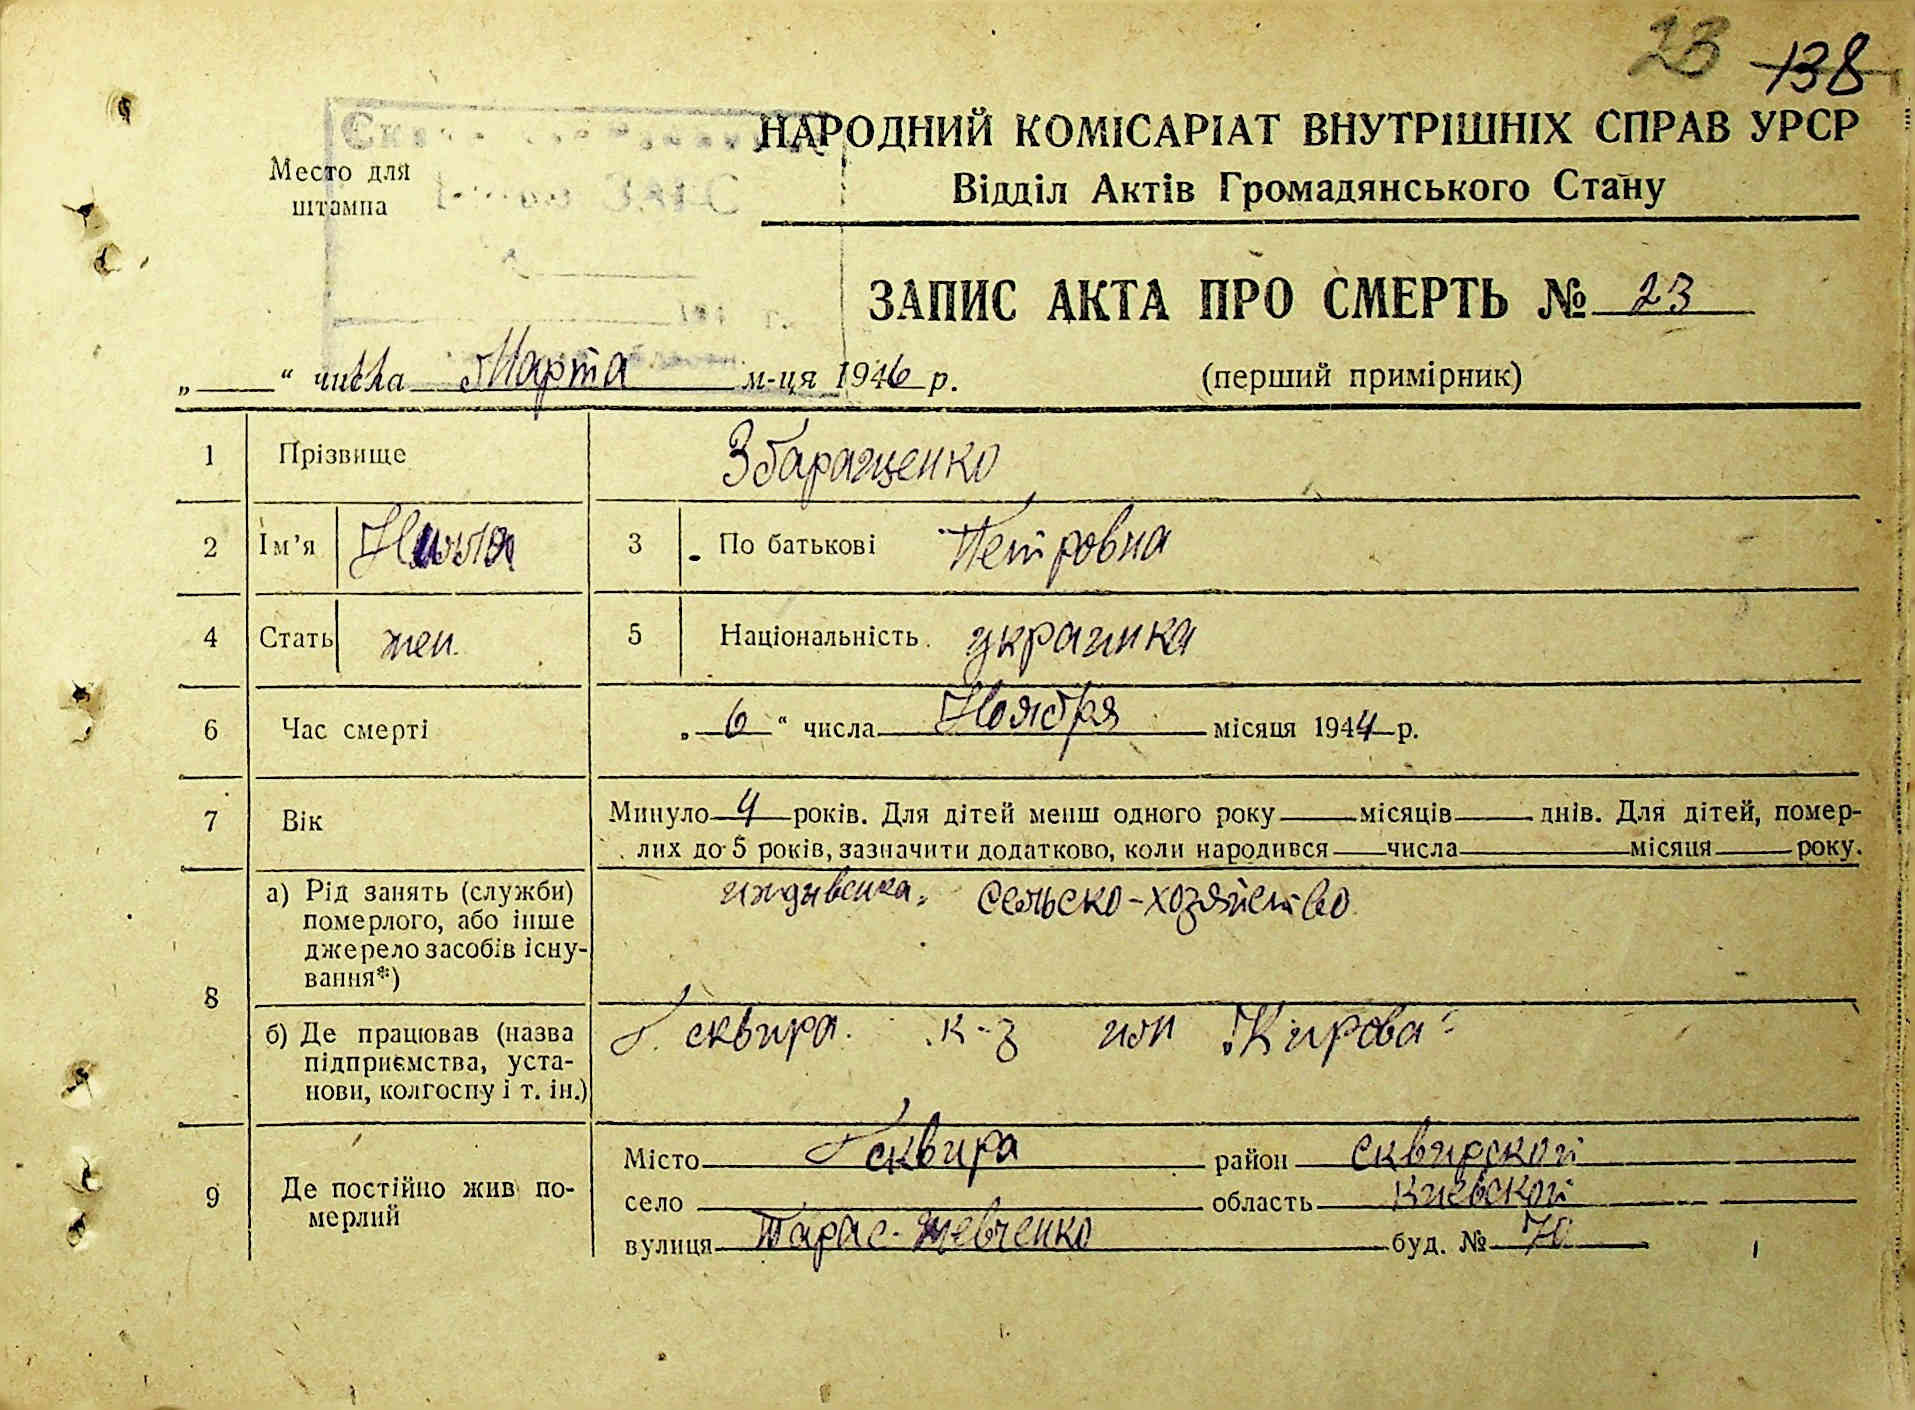 23 138
НАРОДНИЙ КОМІСАРІАТ ВНУТРІШНІХ СПРАВ УРСР
Відділ Актів Громадянського Стану
Место для
штампа
ЗАПИС АКТА ПРО СМЕРТЬ № 23
„ “ числа Марта м-ця 1946 р.
(перший примірник)
1 Прізвище Збаращенко
2 Ім’я Нина 3 По батькові Петровна
4 Стать жен. 5 Національність украинка
6 Час смерті „6“ числа Ноября місяця 1944 р.
7 Вік Минуло 4 років. Для дітей менш одного року місяців днів. Для дітей, помер-
лих до 5 років, зазначити додатково, коли народився числа місяця року.
8 а) Рід занять (служби) померлого, або інше джерело засобів існування*) иждивенка, сельско-хозяйство
б) Де працював (назва підприємства, установи, колгоспу і т. ін.) Г. сквира. к-з им "Кирова"
9 Де постійно жив померлий
Місто Г сквира район сквирской
село область Киевской
вулиця Тарас-Шевченко буд. № 70